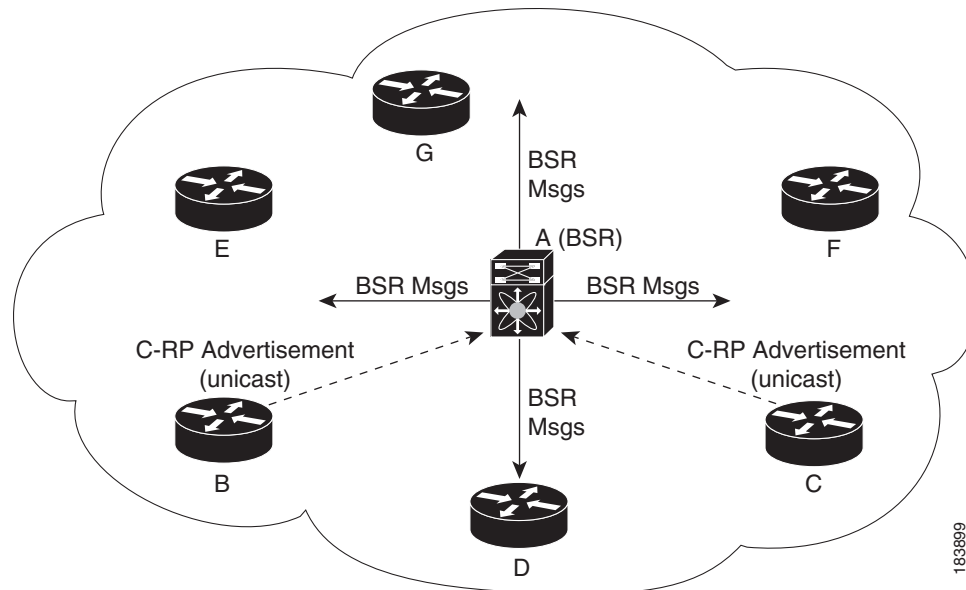 G
BSR
Msgs
E
A (BSR)
F
BSR Msgs
BSR Msgs
C-RP Advertisement
(unicast)
C-RP Advertisement
(unicast)
BSR
Msgs
B
C
D
183899